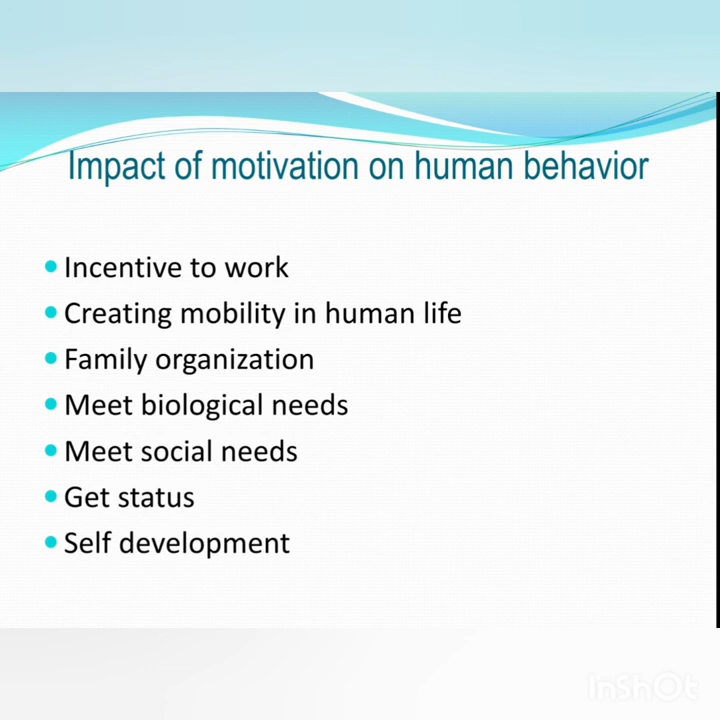 Impact of motivation on human behavior
Incentive to work
Creating mobility in human life
Family organization
Meet biological needs
Meet social needs
Get status
Self development
InShOt